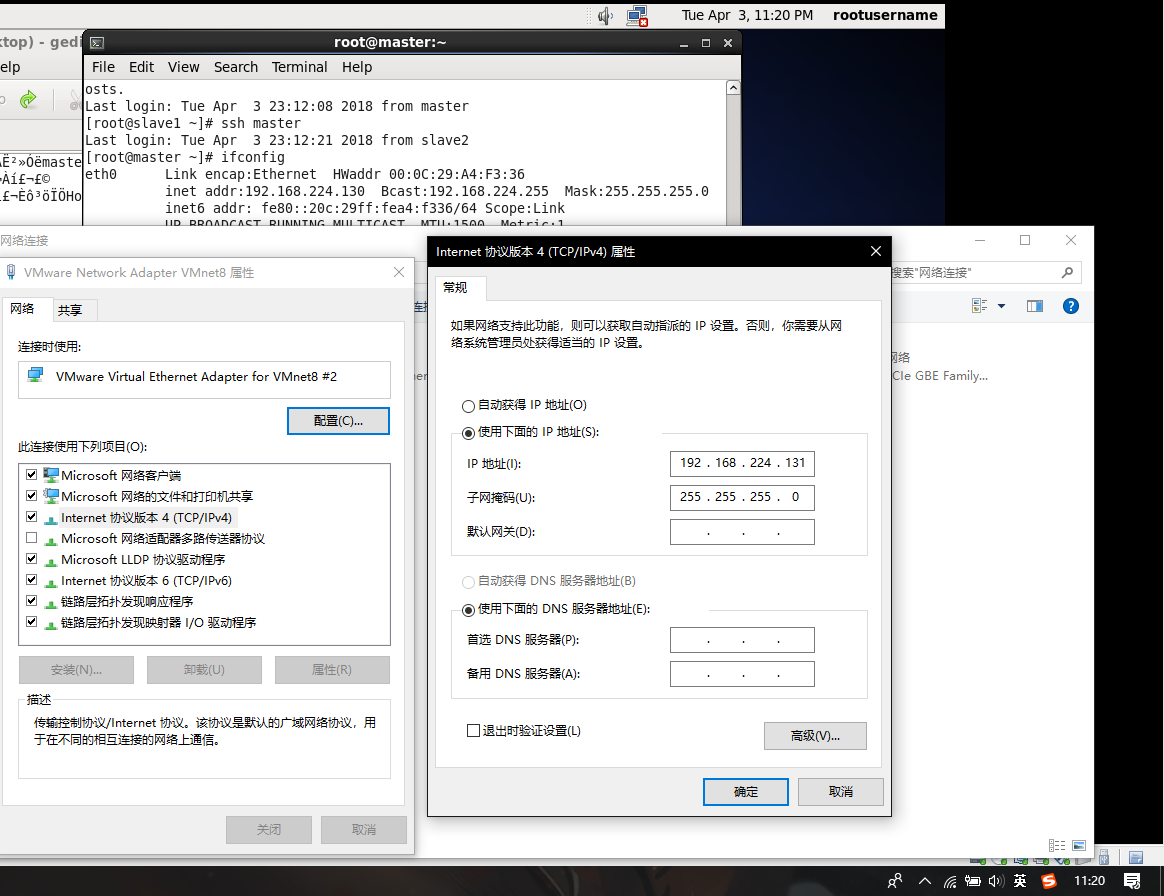 Tue Apr 3, 11:20 PM rootusername
top) - gedi
root@master:~
elp
File Edit View Search Terminal Help
osts.
Last login: Tue Apr 3 23:12:08 2018 from master
[root@slave1 ~]# ssh master
Last login: Tue Apr 3 23:12:21 2018 from slave2
[root@master ~]# ifconfig
eth0 Link encap:Ethernet HWaddr 00:0C:29:A4:F3:36
inet addr:192.168.224.130 Bcast:192.168.224.255 Mask:255.255.255.0
inet6 addr: fe80::20c:29ff:fea4:f336/64 Scope:Link
UP BROADCAST RUNNING MULTICAST MTU:1500 Metric:1
网络连接
搜索"网络连接"
网络
CIe GBE Family...
VMware Network Adapter VMnet8 属性
网络 共享
连接时使用:
VMware Virtual Ethernet Adapter for VMnet8 #2
配置(C)...
此连接使用下列项目(O):
Microsoft 网络客户端
Microsoft 网络的文件和打印机共享
Internet 协议版本 4 (TCP/IPv4)
Microsoft 网络适配器多路传送器协议
Microsoft LLDP 协议驱动程序
Internet 协议版本 6 (TCP/IPv6)
链路层拓扑发现响应程序
链路层拓扑发现映射器 I/O 驱动程序
安装(N)... 卸载(U) 属性(R)
描述
传输控制协议/Internet 协议。该协议是默认的广域网络协议，用
于在不同的相互连接的网络上通信。
关闭 取消
Internet 协议版本 4 (TCP/IPv4) 属性
常规
如果网络支持此功能，则可以获取自动指派的 IP 设置。否则，你需要从网
络系统管理员处获得适当的 IP 设置。
自动获得 IP 地址(O)
使用下面的 IP 地址(S):
IP 地址(I): 192 . 168 . 224 . 131
子网掩码(U): 255 . 255 . 255 . 0
默认网关(D): . . .
自动获得 DNS 服务器地址(B)
使用下面的 DNS 服务器地址(E):
首选 DNS 服务器(P): . . .
备用 DNS 服务器(A): . . .
退出时验证设置(L)
高级(V)...
确定 取消
英 11:20